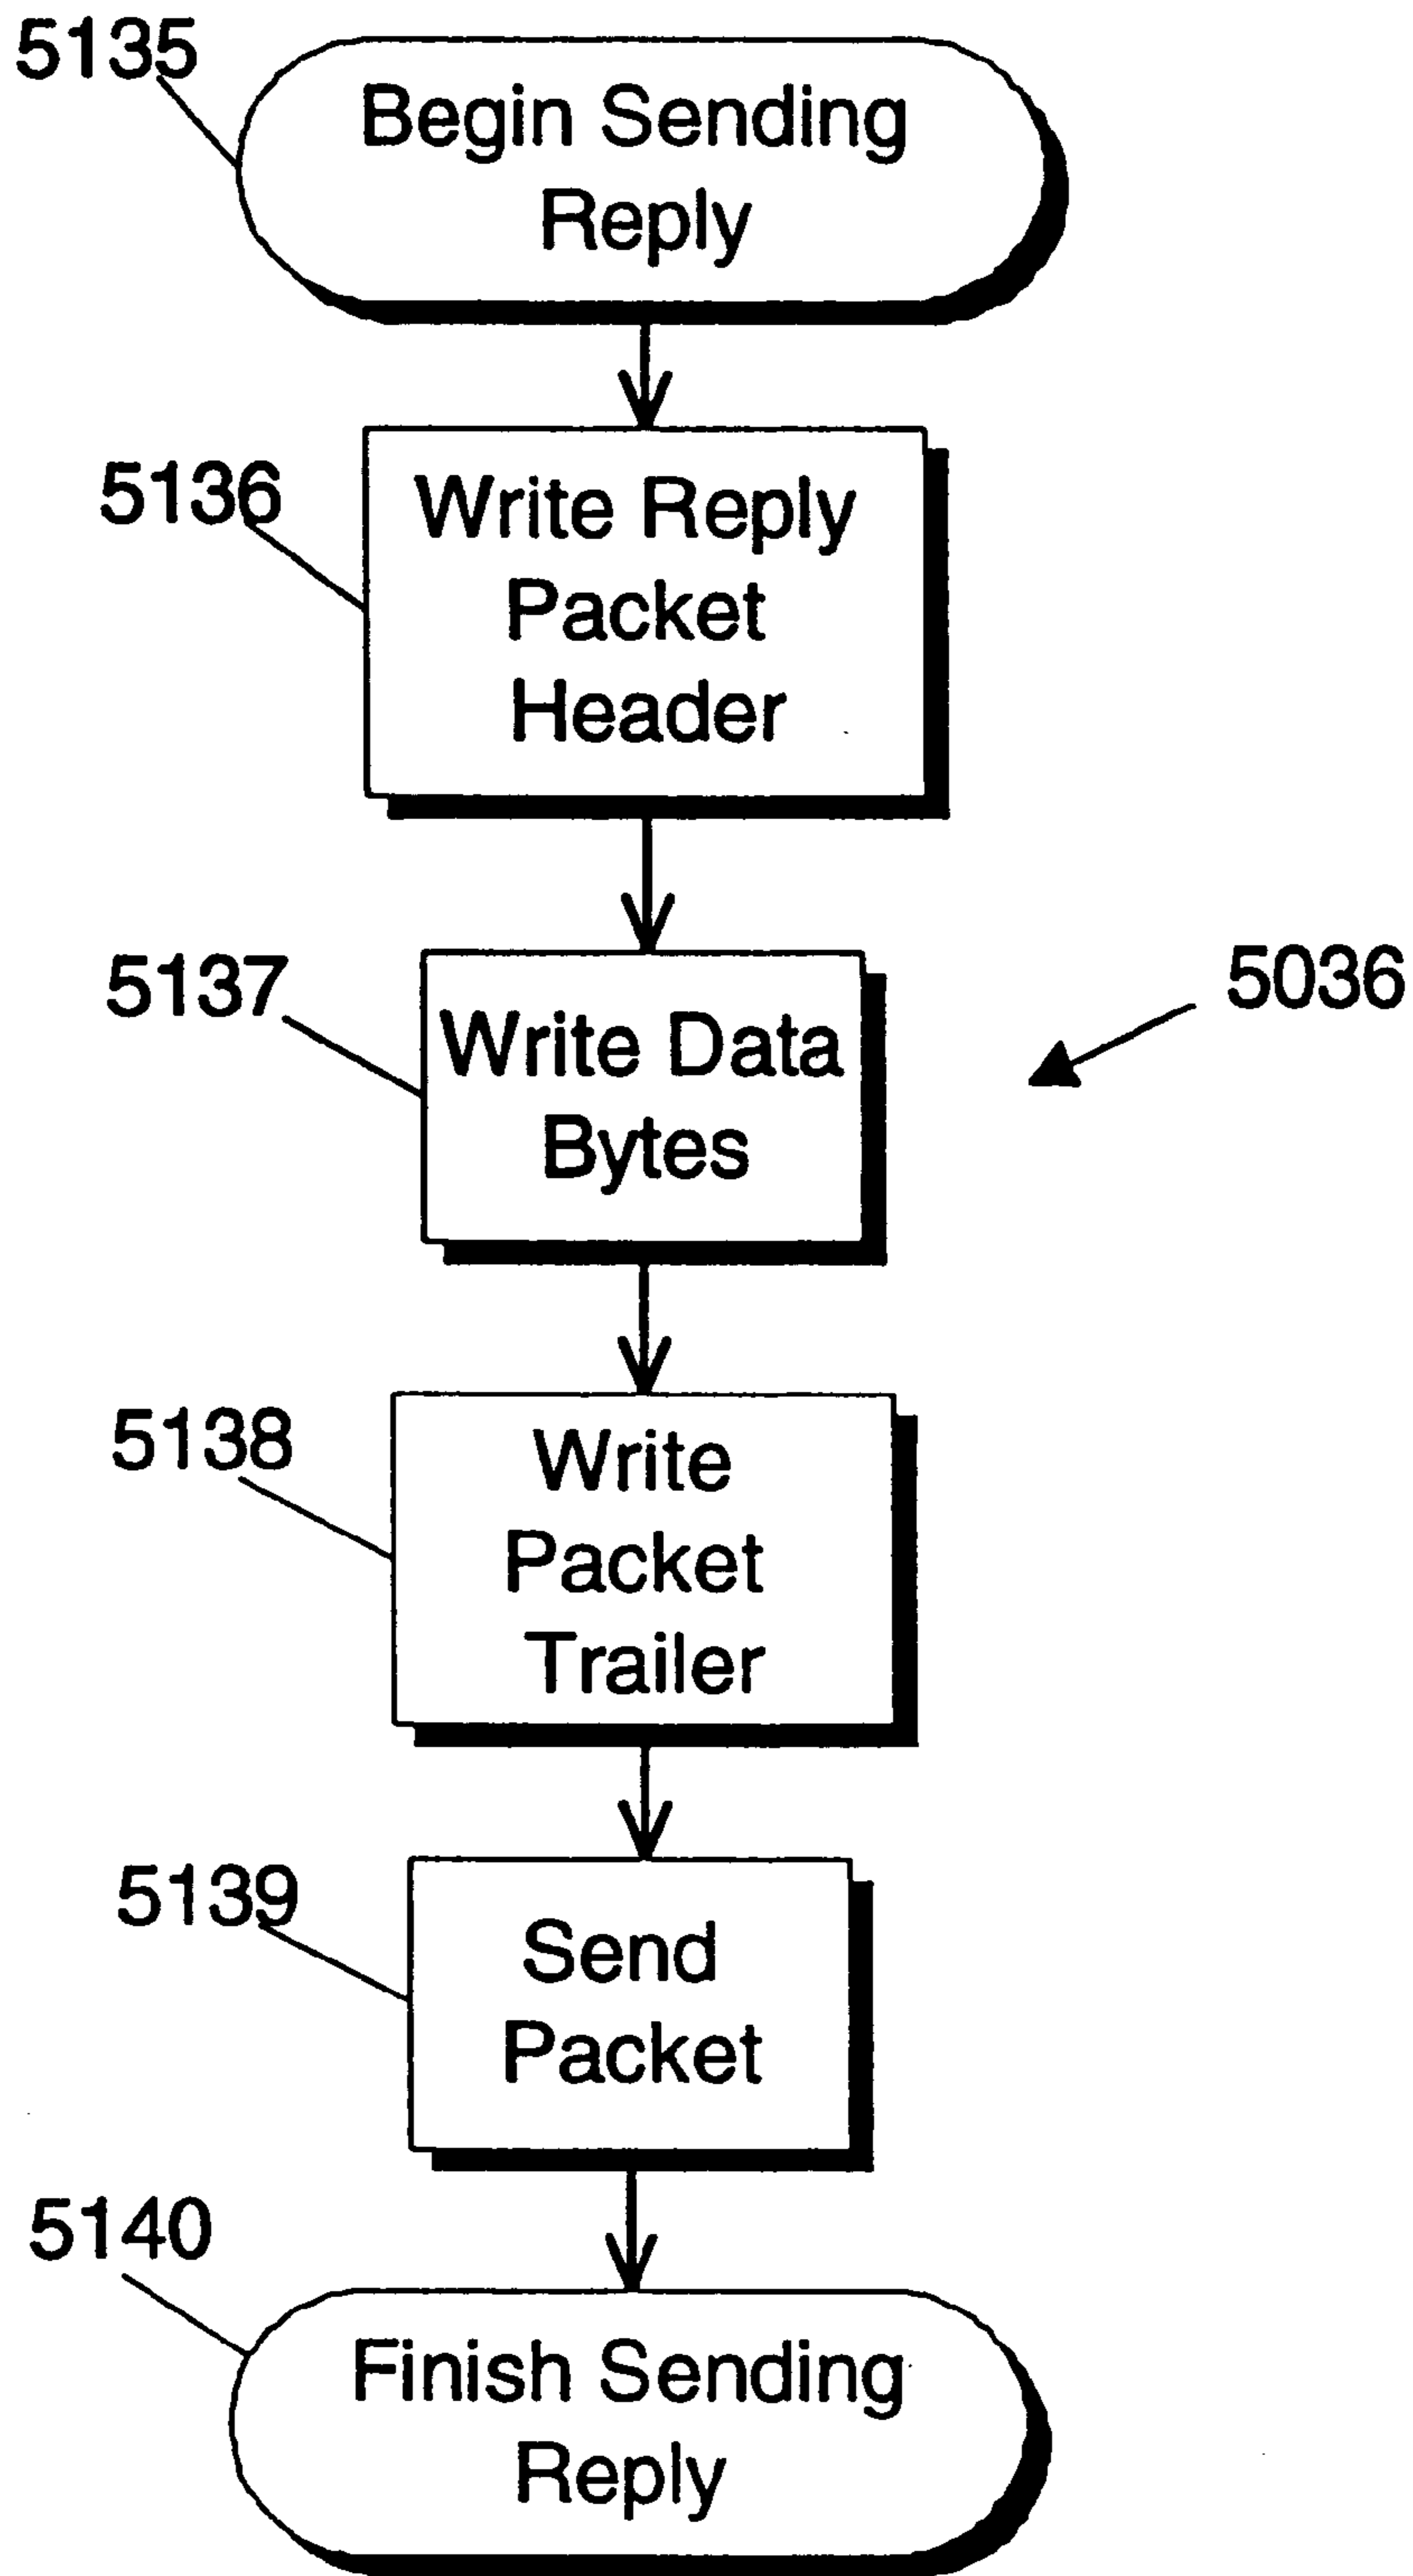 5135
Begin Sending
Reply
5136
Write Reply
Packet
Header
5137
Write Data
Bytes
5036
5138
Write
Packet
Trailer
5139
Send
Packet
5140
Finish Sending
Reply